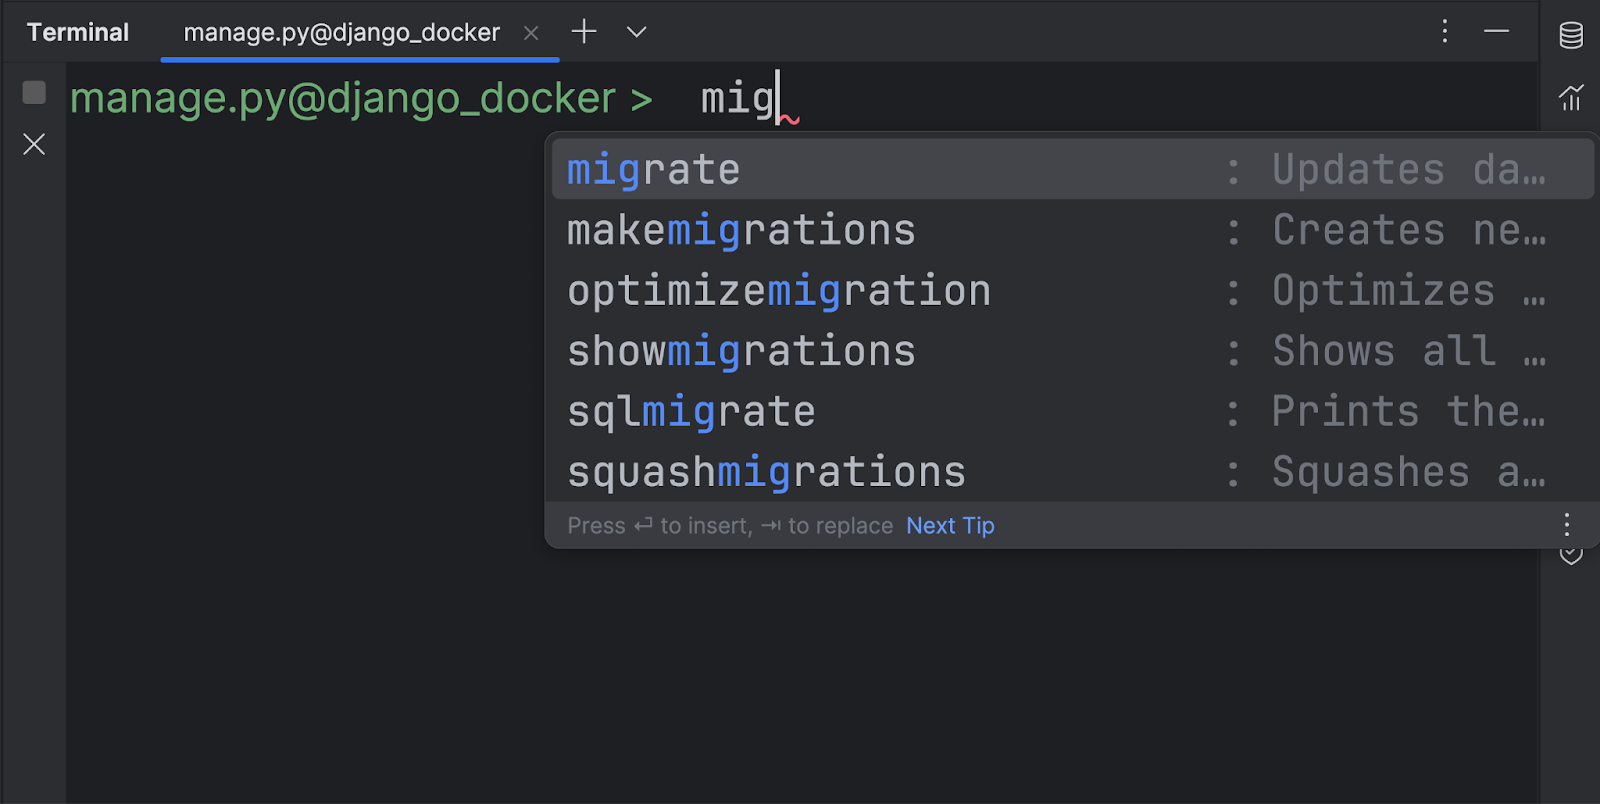 Terminal manage.py@django_docker
manage.py@django_docker > mig
migrate : Updates da…
makemigrations : Creates ne…
optimizemigration : Optimizes …
showmigrations : Shows all …
sqlmigrate : Prints the…
squashmigrations : Squashes a…
Press ↵ to insert, ⇥ to replace Next Tip